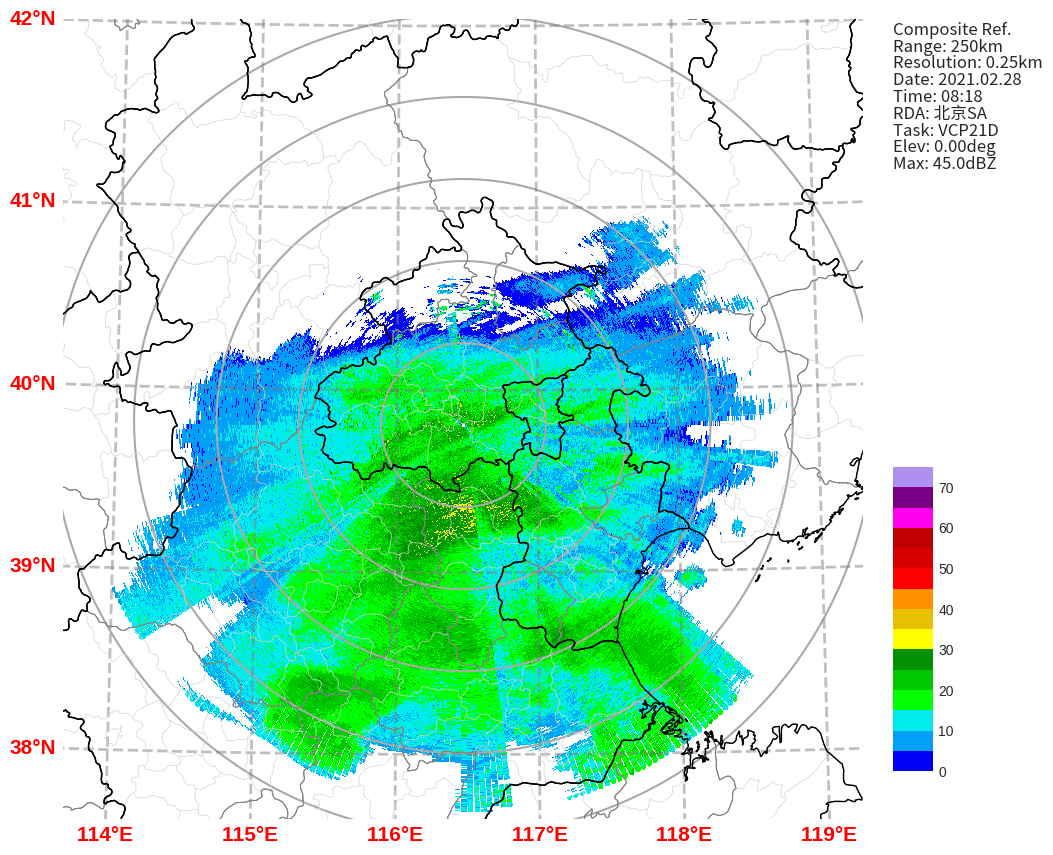 42°N
41°N
40°N
39°N
38°N
114°E 115°E 116°E 117°E 118°E 119°E
Composite Ref.
Range: 250km
Resolution: 0.25km
Date: 2021.02.28
Time: 08:18
RDA: 北京SA
Task: VCP21D
Elev: 0.00deg
Max: 45.0dBZ
70
60
50
40
30
20
10
0